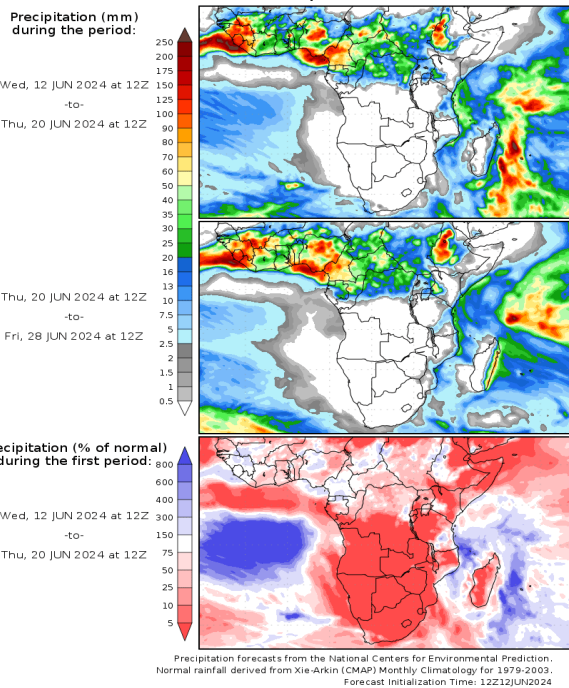 Precipitation (mm)
during the period:
250
200
175
150
125
100
90
80
70
60
50
40
35
30
25
20
18
16
13
10
7.5
5
2.5
2
1.5
1
0.5
Wed, 12 JUN 2024 at 12Z
-to-
Thu, 20 JUN 2024 at 12Z
Thu, 20 JUN 2024 at 12Z
-to-
Fri, 28 JUN 2024 at 12Z
ecipitation (% of normal)
during the first period:
800
600
400
300
150
75
50
25
10
5
Wed, 12 JUN 2024 at 12Z
-to-
Thu, 20 JUN 2024 at 12Z
Precipitation forecasts from the National Centers for Environmental Prediction.
Normal rainfall derived from Xie-Arkin (CMAP) Monthly Climatology for 1979-2003.
Forecast Initialization Time: 12Z12JUN2024